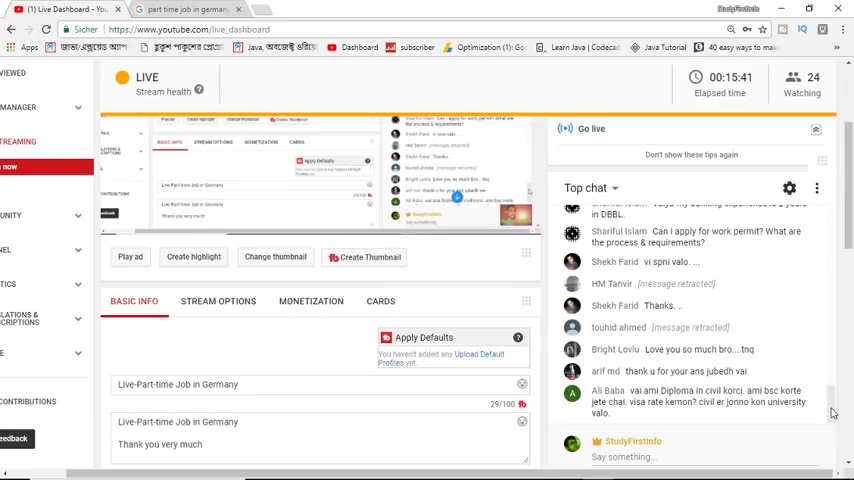 StudyFirstInfo
(1) Live Dashboard - You
part time job in germany
Sicher https://www.youtube.com/live_dashboard
Apps
Dashboard
subscriber
Optimization (1): Go
Learn Java | Codecad
Java Tutorial
40 easy ways to make
VIEWED
LIVE
Stream health
00:15:41
Elapsed time
24
Watching
MANAGER
STREAMING
now
UNITY
NEL
TICS
LATIONS &
SCRIPTIONS
E
CONTRIBUTIONS
eedback
Play ad
Create highlight
Change thumbnail
Create Thumbnail
BASIC INFO
STREAM OPTIONS
MONETIZATION
CARDS
Apply Defaults
You haven't added any Upload Default
Profiles yet.
Live-Part-time Job in Germany
29/100
Live-Part-time Job in Germany
Thank you very much
Go live
Don't show these tips again
Top chat
in DBBL.
Shariful Islam Can I apply for work permit? What are
the process & requirements?
Shekh Farid vi spni valo. ...
HM Tanvir [message retracted]
Shekh Farid Thanks. ..
touhid ahmed [message retracted]
Bright Lovlu Love you so much bro....tnq
arif md thank u for your ans jubedh vai
A Ali Baba vai ami Diploma in civil korci. ami bsc korte
jete chai. visa rate kemon? civil er jonno kon university
valo.
StudyFirstInfo
Say something...